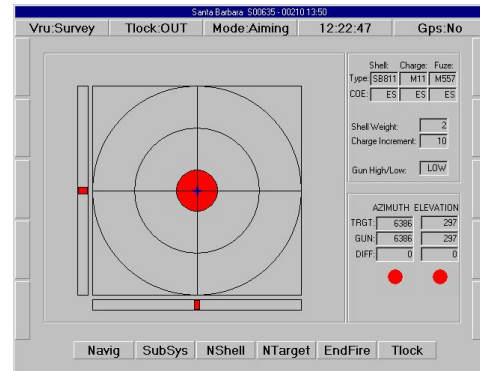 Santa Barbara S00635 - 00210 13:50
Vru:Survey Tlock:OUT Mode:Aiming 12:22:47 Gps:No
Shell: Charge: Fuze:
Type: SB811 M11 M557
COE: ES ES ES
Shell Weight: 2
Charge Increment: 10
Gun High/Low: LOW
AZIMUTH ELEVATION
TRGT: 6386 297
GUN: 6386 297
DIFF: 0 0
Navig SubSys NShell NTarget EndFire Tlock